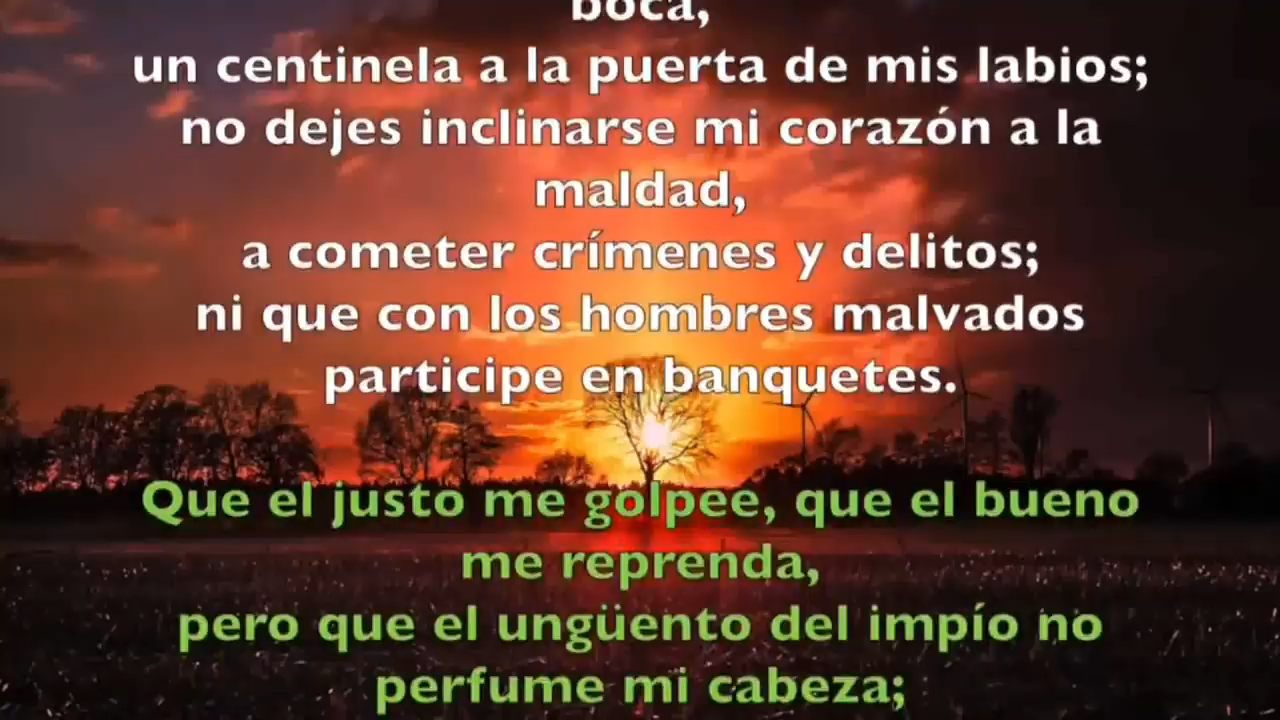 boca,
un centinela a la puerta de mis labios;
no dejes inclinarse mi corazón a la
maldad,
a cometer crímenes y delitos;
ni que con los hombres malvados
participe en banquetes.
Que el justo me golpee, que el bueno
me reprenda,
pero que el ungüento del impío no
perfume mi cabeza;